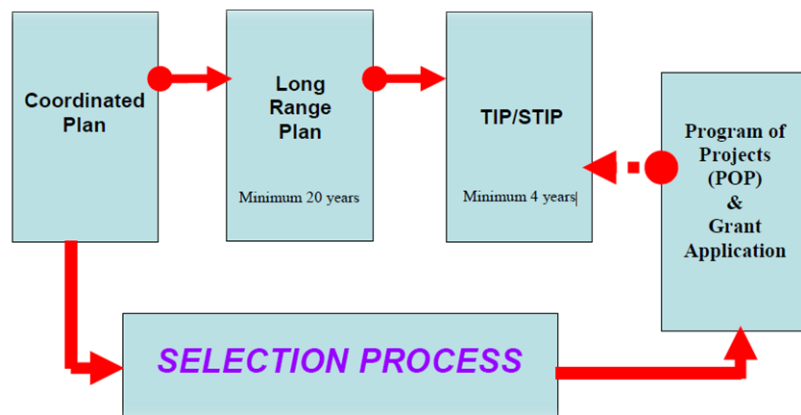 Coordinated
Plan
Long
Range
Plan
Minimum 20 years
TIP/STIP
Minimum 4 years
Program of
Projects
(POP)
&
Grant
Application
SELECTION PROCESS